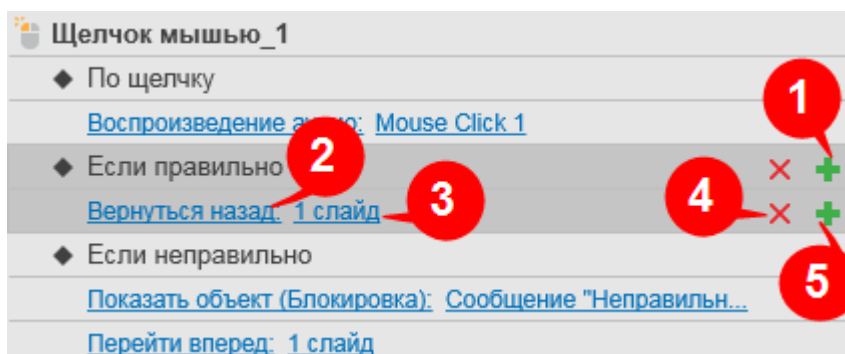 Щелчок мышью_1
По щелчку
1
Воспроизведение аудио: Mouse Click 1
Если правильно 2
Вернуться назад: 1 слайд 3 4
Если неправильно
5
Показать объект (Блокировка): Сообщение "Неправильн...
Перейти вперед: 1 слайд